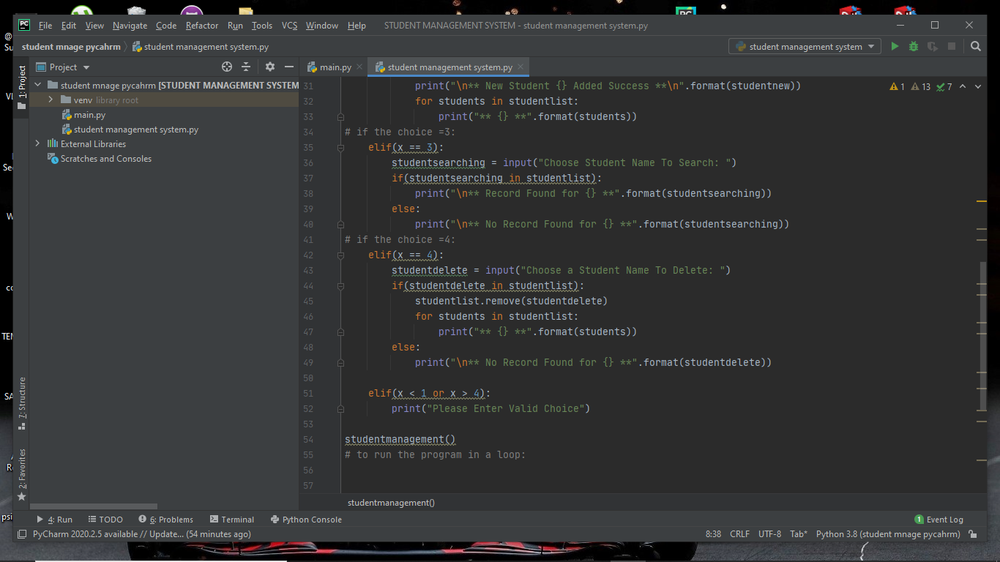 File Edit View Navigate Code Refactor Run Tools VCS Window Help STUDENT MANAGEMENT SYSTEM - student management system.py
student mnage pycahrm student management system.py student management system
1: Project
Project
main.py student management system.py
student mnage pycahrm [STUDENT MANAGEMENT SYSTEM
venv library root
main.py
student management system.py
External Libraries
Scratches and Consoles
1 13 7
31 print("\n** New Student {} Added Success **\n".format(studentnew))
32 for students in studentlist:
33 print("** {} **".format(students))
34 # if the choice =3:
35 elif(x == 3):
36 studentsearching = input("Choose Student Name To Search: ")
37 if(studentsearching in studentlist):
38 print("\n** Record Found for {} **".format(studentsearching))
39 else:
40 print("\n** No Record Found for {} **".format(studentsearching))
41 # if the choice =4:
42 elif(x == 4):
43 studentdelete = input("Choose a Student Name To Delete: ")
44 if(studentdelete in studentlist):
45 studentlist.remove(studentdelete)
46 for students in studentlist:
47 print("** {} **".format(students))
48 else:
49 print("\n** No Record Found for {} **".format(studentdelete))
50
51 elif(x < 1 or x > 4):
52 print("Please Enter Valid Choice")
53
54 studentmanagement()
55 # to run the program in a loop:
56
57
studentmanagement()
7: Structure
2: Favorites
4: Run TODO 6: Problems Terminal Python Console 1 Event Log
PyCharm 2020.2.5 available // Update... (54 minutes ago) 8:38 CRLF UTF-8 Tab* Python 3.8 (student mnage pycahrm)